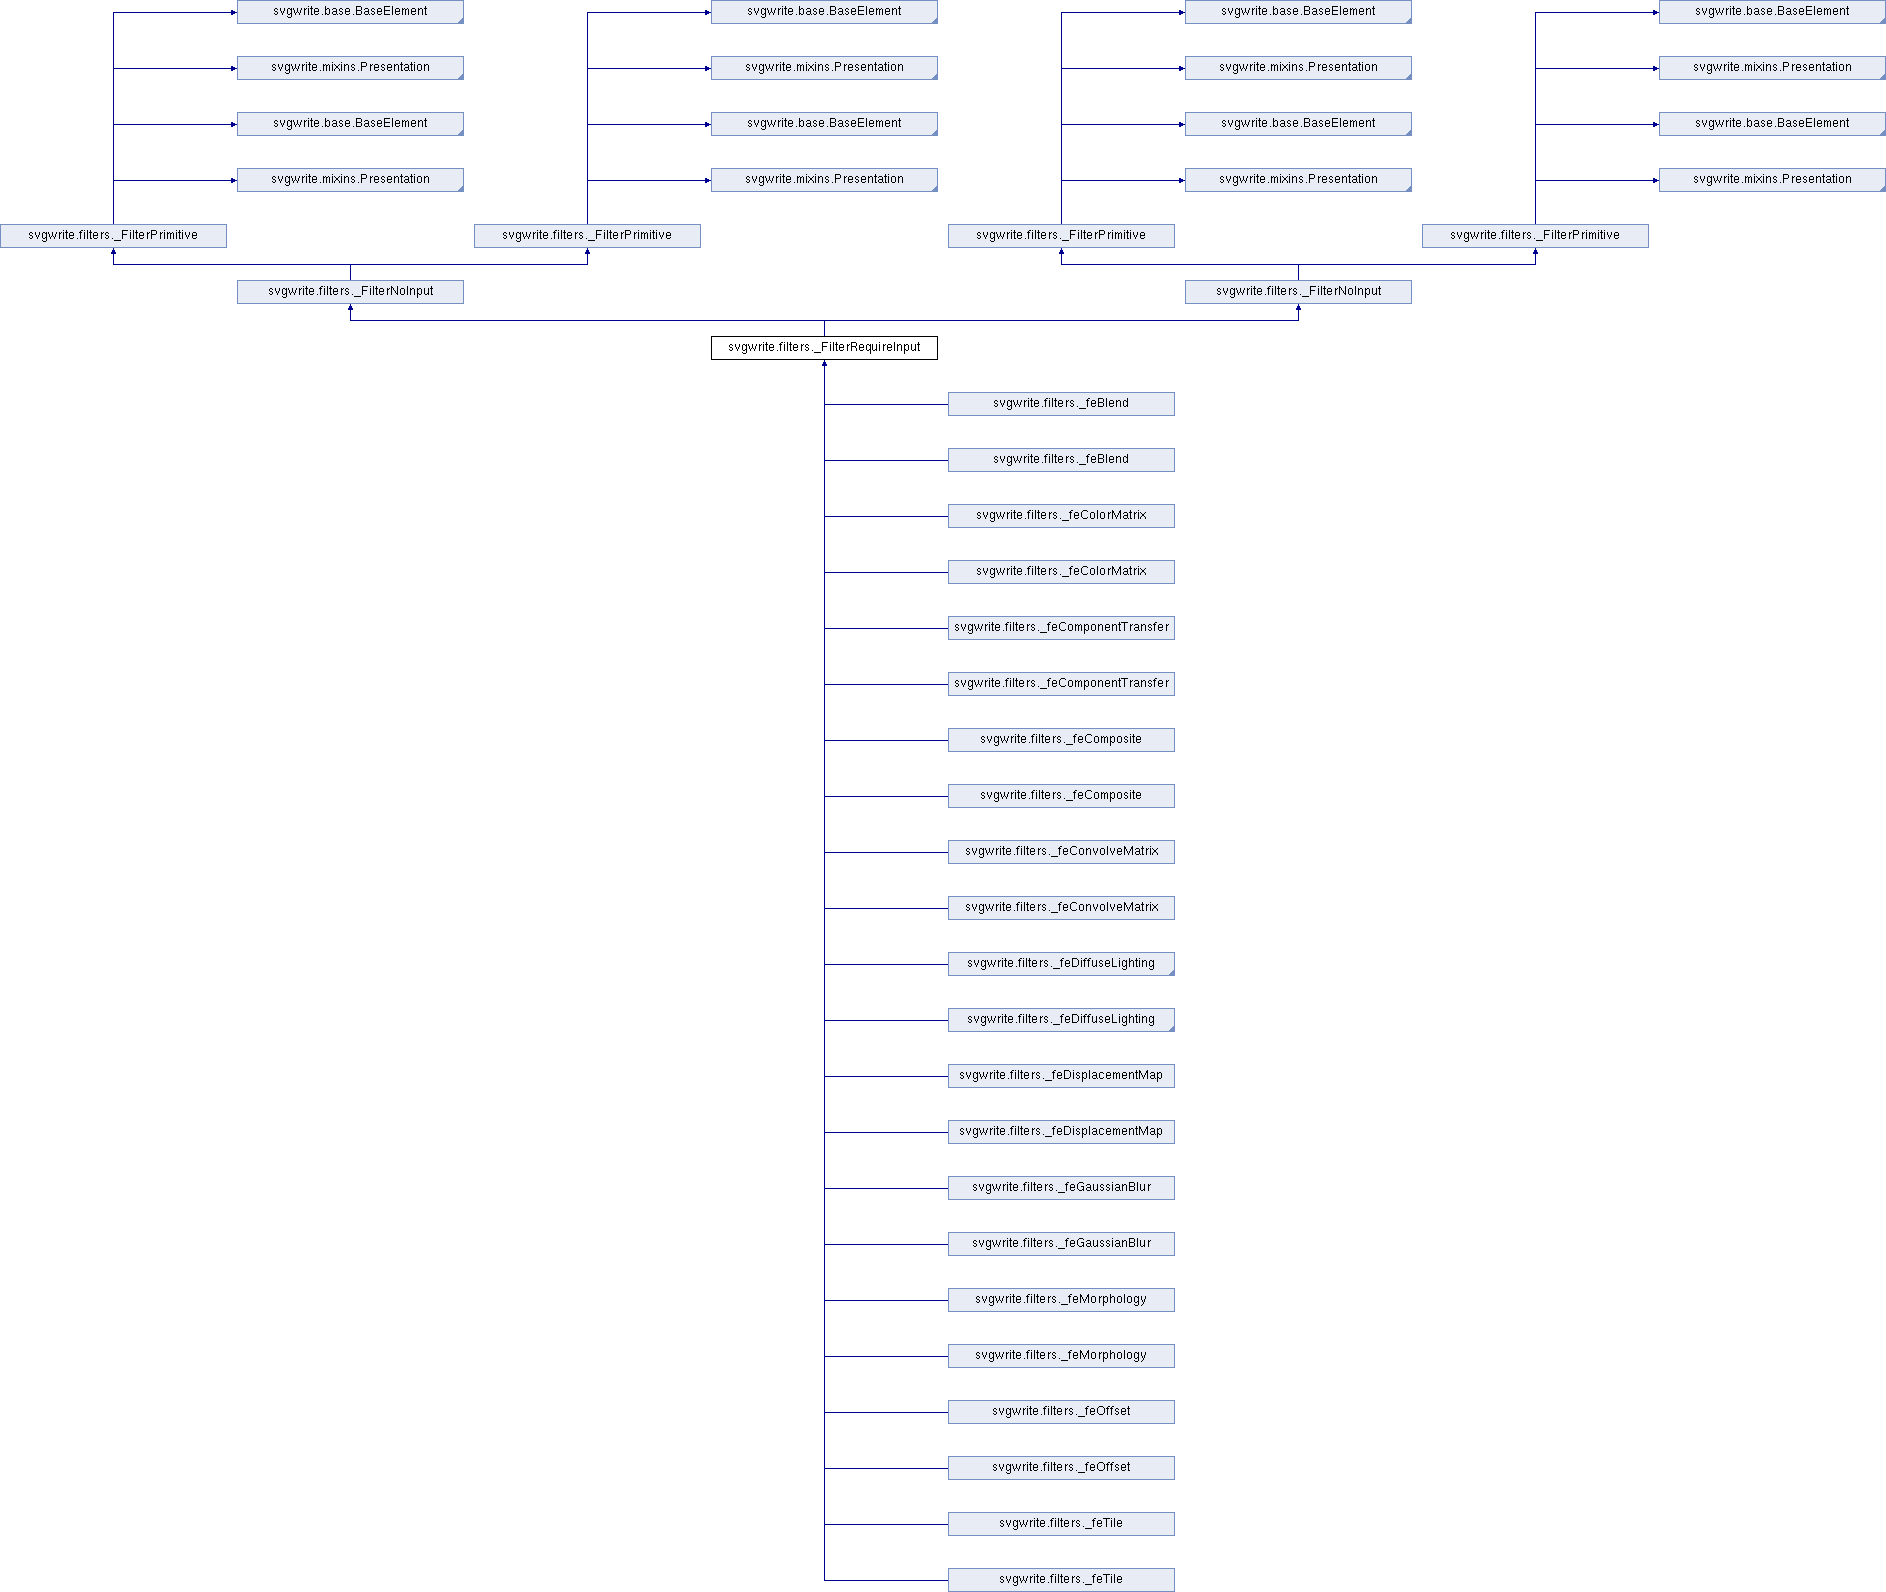 svgwrite.base.BaseElement
svgwrite.base.BaseElement
svgwrite.base.BaseElement
svgwrite.base.BaseElement
svgwrite.mixins.Presentation
svgwrite.mixins.Presentation
svgwrite.mixins.Presentation
svgwrite.mixins.Presentation
svgwrite.base.BaseElement
svgwrite.base.BaseElement
svgwrite.base.BaseElement
svgwrite.base.BaseElement
svgwrite.mixins.Presentation
svgwrite.mixins.Presentation
svgwrite.mixins.Presentation
svgwrite.mixins.Presentation
svgwrite.filters._FilterPrimitive
svgwrite.filters._FilterPrimitive
svgwrite.filters._FilterPrimitive
svgwrite.filters._FilterPrimitive
svgwrite.filters._FilterNoInput
svgwrite.filters._FilterNoInput
svgwrite.filters._FilterRequireInput
svgwrite.filters._feBlend
svgwrite.filters._feBlend
svgwrite.filters._feColorMatrix
svgwrite.filters._feColorMatrix
svgwrite.filters._feComponentTransfer
svgwrite.filters._feComponentTransfer
svgwrite.filters._feComposite
svgwrite.filters._feComposite
svgwrite.filters._feConvolveMatrix
svgwrite.filters._feConvolveMatrix
svgwrite.filters._feDiffuseLighting
svgwrite.filters._feDiffuseLighting
svgwrite.filters._feDisplacementMap
svgwrite.filters._feDisplacementMap
svgwrite.filters._feGaussianBlur
svgwrite.filters._feGaussianBlur
svgwrite.filters._feMorphology
svgwrite.filters._feMorphology
svgwrite.filters._feOffset
svgwrite.filters._feOffset
svgwrite.filters._feTile
svgwrite.filters._feTile